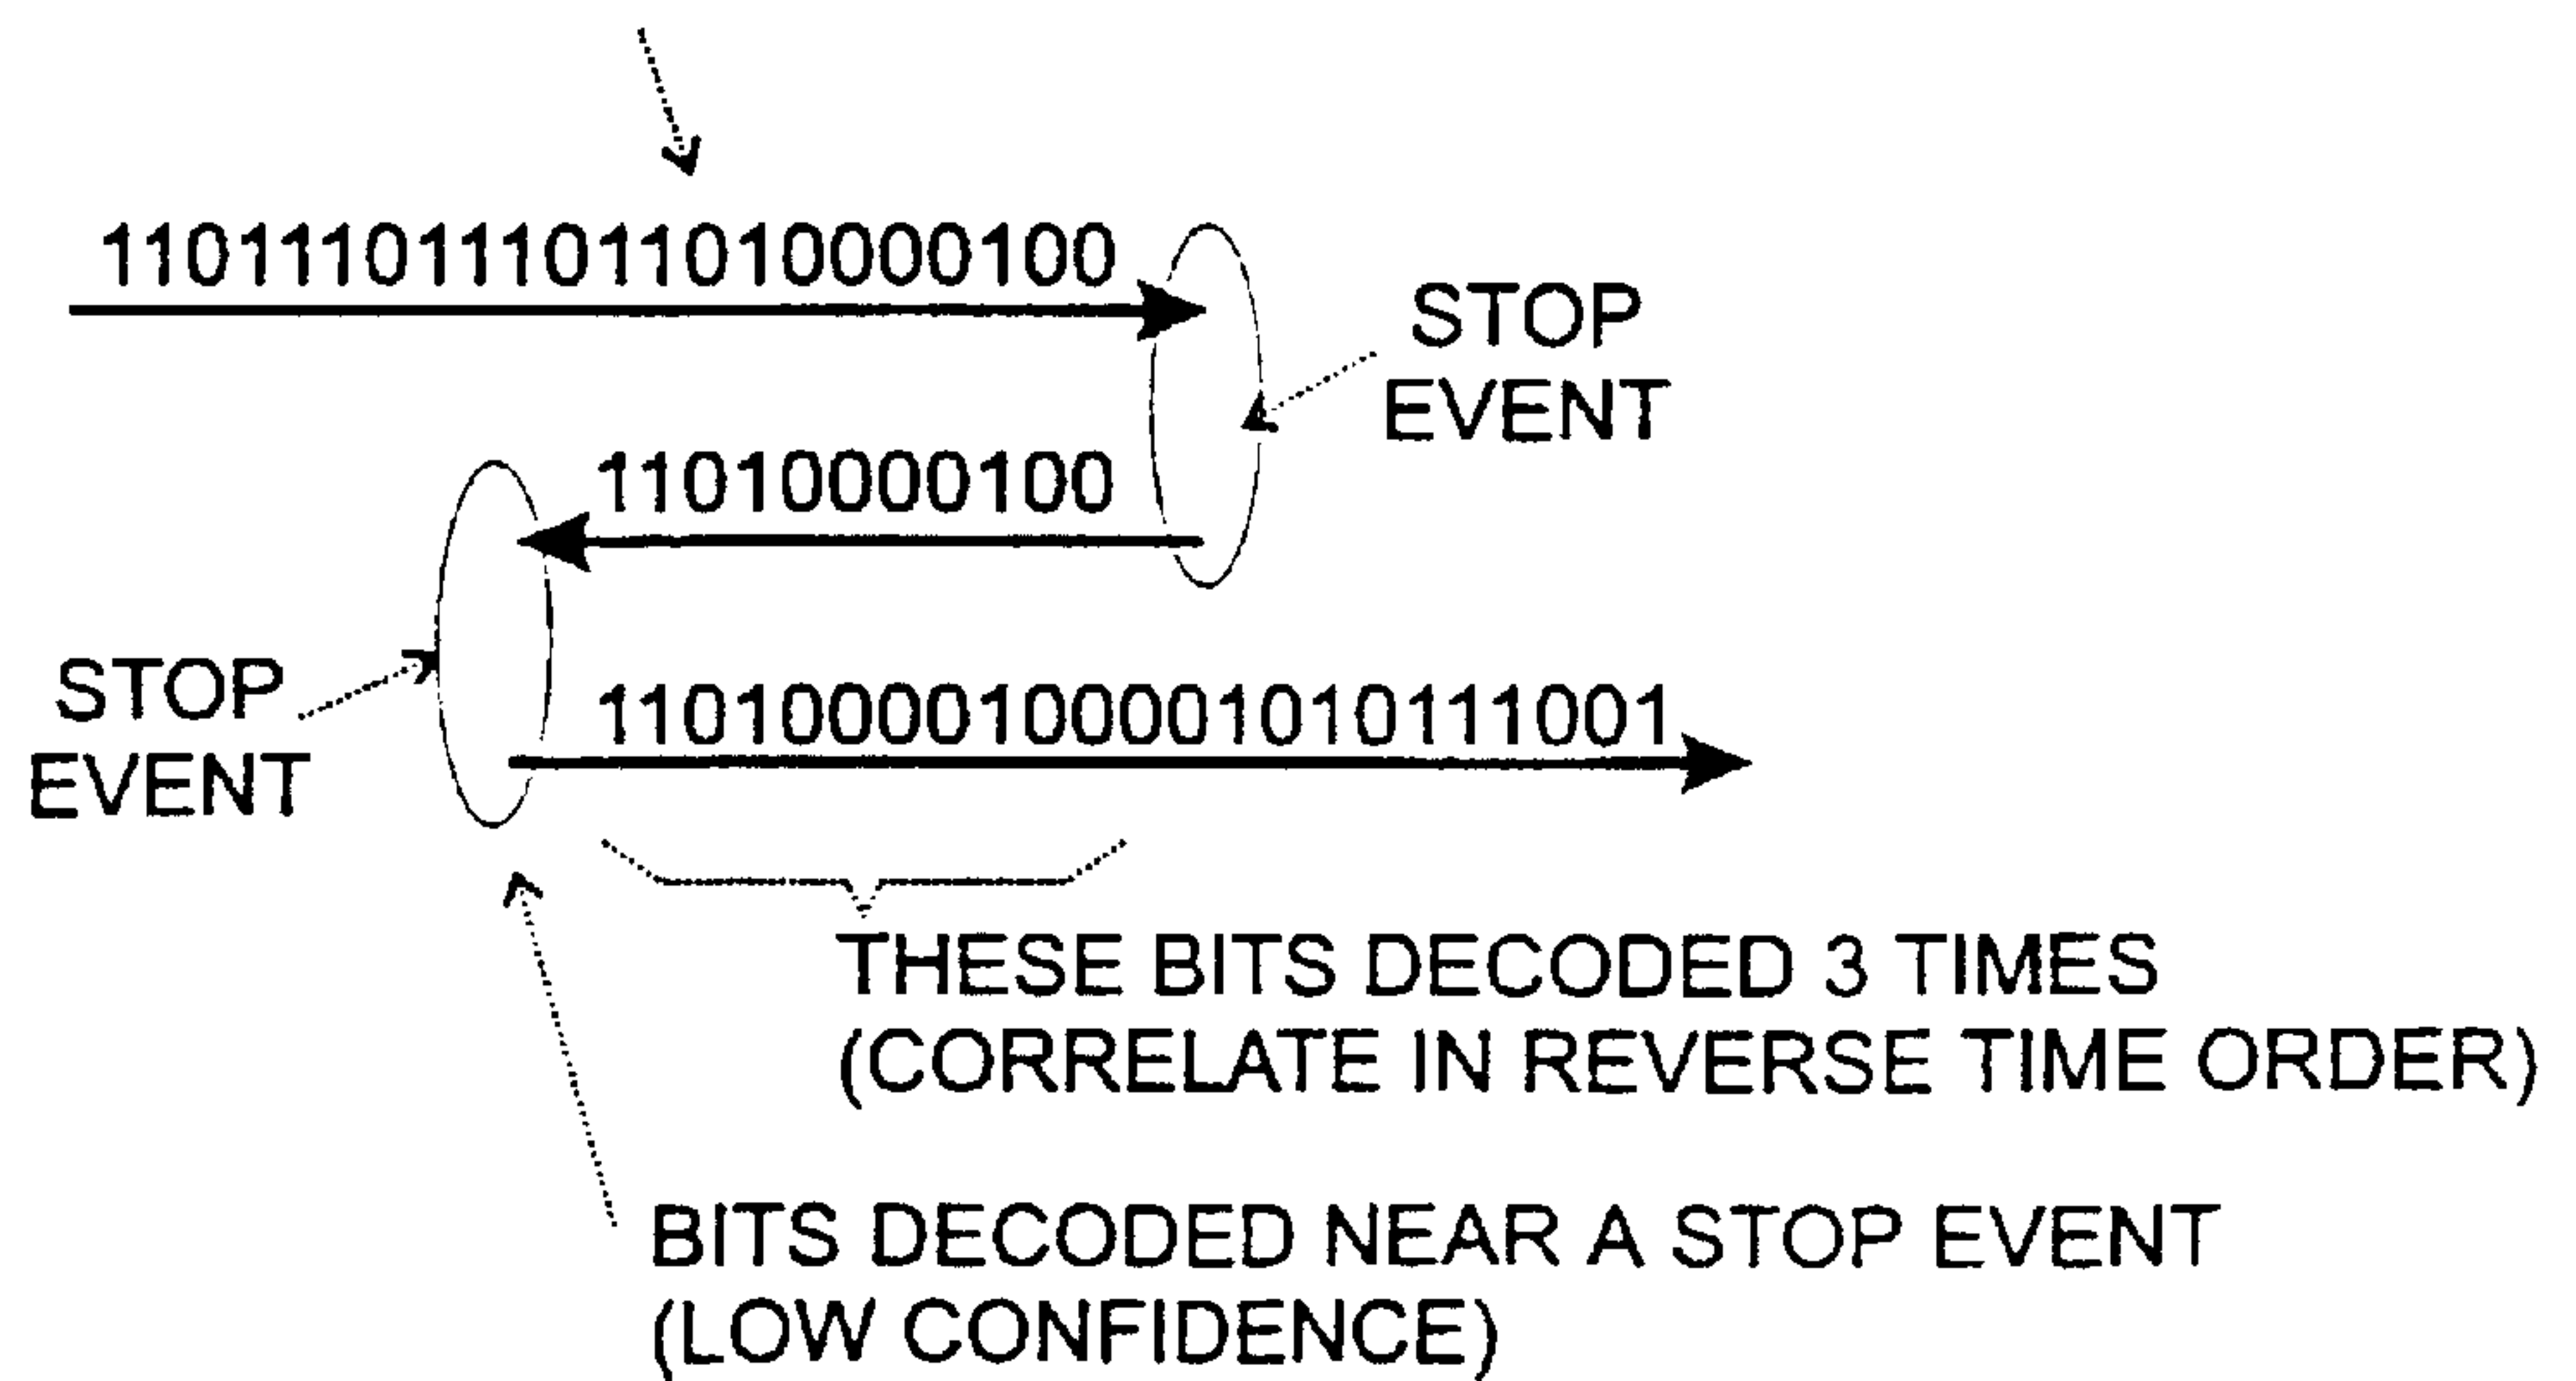 1101110111011010000100
STOP
EVENT
11010000100
STOP
EVENT
11010000100001010111001
THESE BITS DECODED 3 TIMES
(CORRELATE IN REVERSE TIME ORDER)
BITS DECODED NEAR A STOP EVENT
(LOW CONFIDENCE)